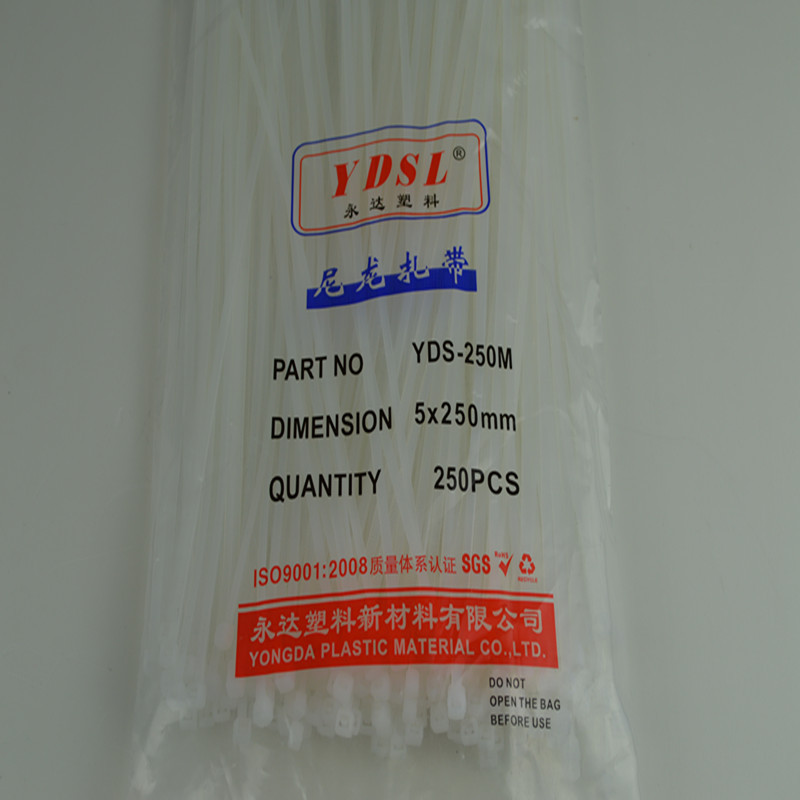 YDSL®
永达塑料
尼龙扎带
PART NO YDS-250M
DIMENSION 5x250mm
QUANTITY 250PCS
ISO9001:2008质量体系认证 SGS RoHS RECYCLE
永达塑料新材料有限公司
YONGDA PLASTIC MATERIAL CO.,LTD.
DO NOT
OPEN THE BAG
BEFORE USE